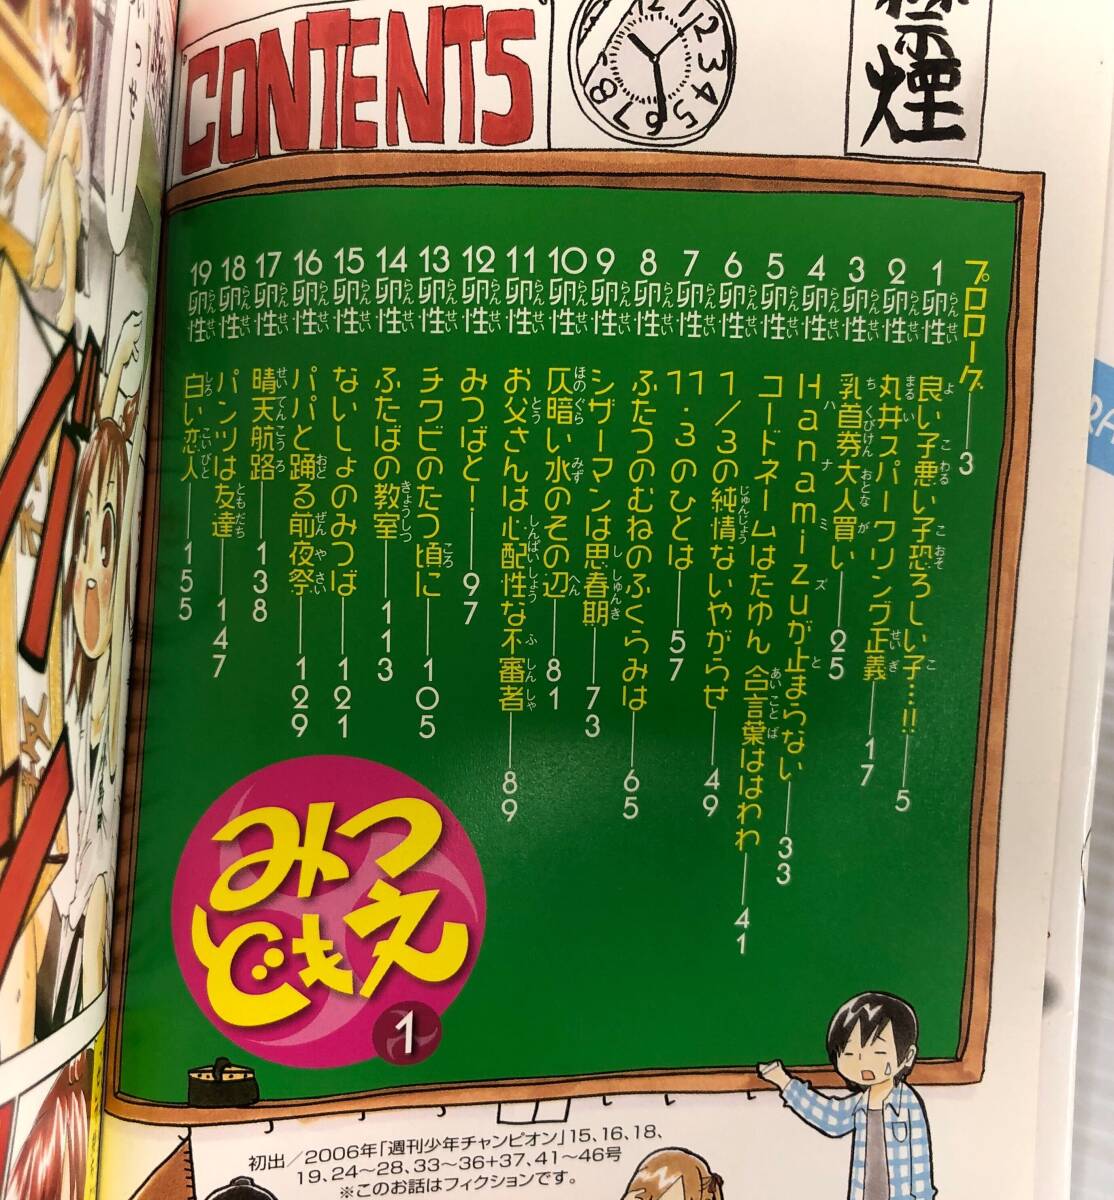 CONTENTS
禁煙
プロローグ 3
1卵性 良い子悪い子恐ろしい子…!! 5
2卵性 丸井スパーワリング正義 17
3卵性 乳首券大人買い 25
4卵性 Hanamizuが止まらない 33
5卵性 コードネームはたゆん 合言葉ははわわ 41
6卵性 1/3の純情ないやがらせ 49
7卵性 11.3のひとは 57
8卵性 ふたつのむねのふくらみは 65
9卵性 シザーマンは思春期 73
10卵性 仄暗い水のその辺 81
11卵性 お父さんは心配性な不審者 89
12卵性 みつばと! 97
13卵性 チクビのたつ頃に 105
14卵性 ふたばの教室 113
15卵性 ないしょのみつば 121
16卵性 パパと踊る前夜祭 129
17卵性 晴天航路 138
18卵性 パンツは友達 147
19卵性 白い恋人 155
みつ
どもえ
1
初出/2006年「週刊少年チャンピオン」15、16、18、
19、24～28、33～36+37、41～46号
※このお話はフィクションです。